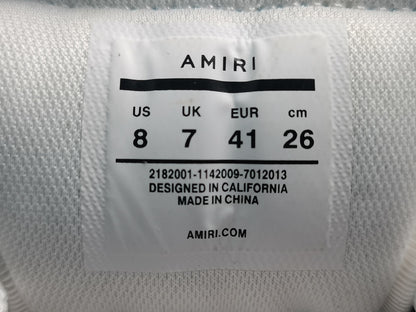 AMIRI
US UK EUR cm
8 7 41 26
2182001-1142009-7012013
DESIGNED IN CALIFORNIA
MADE IN CHINA
AMIRI.COM